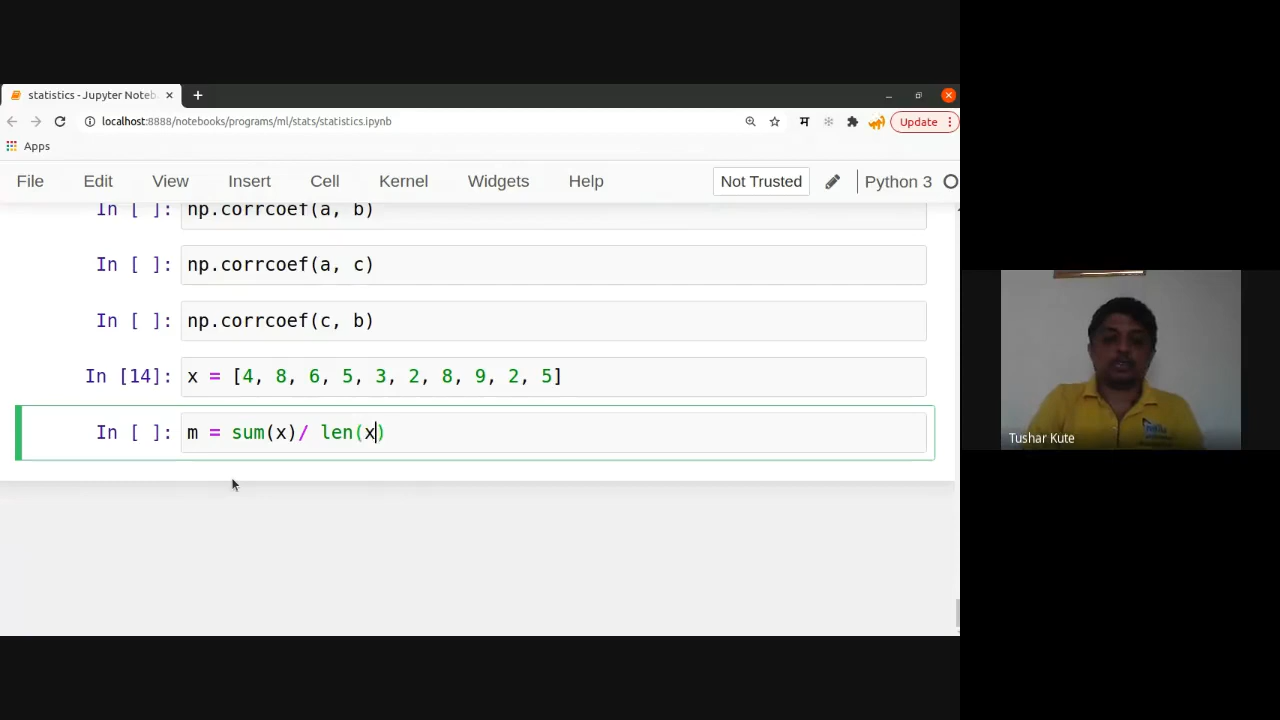 statistics - Jupyter Noteb
localhost:8888/notebooks/programs/ml/stats/statistics.ipynb
म
Update
Apps
File Edit View Insert Cell Kernel Widgets Help Not Trusted Python 3
In [ ]: np.corrcoef(a, b)
In [ ]: np.corrcoef(a, c)
In [ ]: np.corrcoef(c, b)
In [14]: x = [4, 8, 6, 5, 3, 2, 8, 9, 2, 5]
In [ ]: m = sum(x)/ len(x)
Tushar Kute